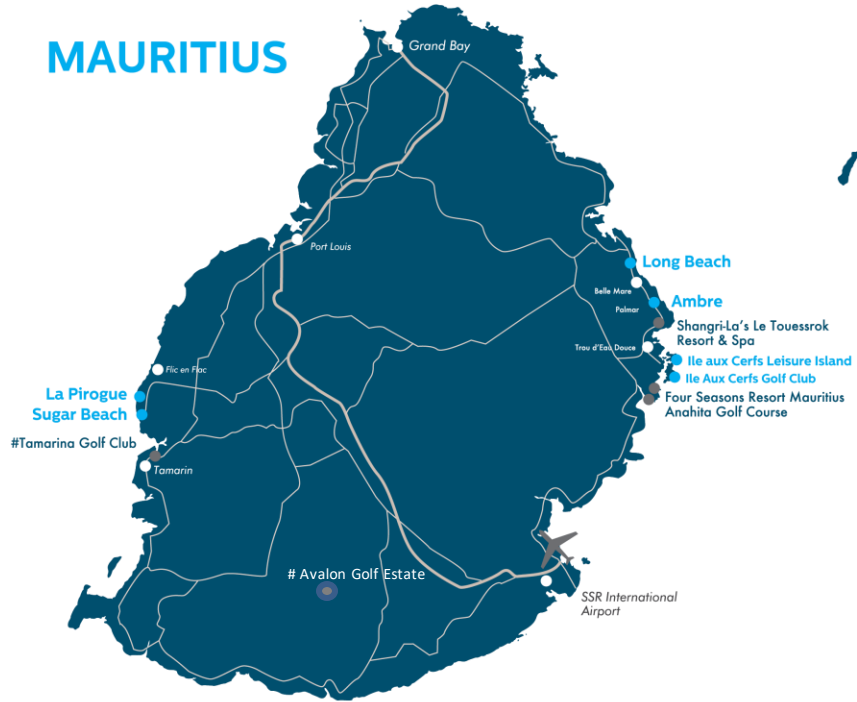 MAURITIUS
Grand Bay
Port Louis
Long Beach
Belle Mare
Ambre
Palmar
Shangri-La's Le Touessrok
Resort & Spa
Trou d'Eau Douce
Ile aux Cerfs Leisure Island
Ile Aux Cerfs Golf Club
Four Seasons Resort Mauritius
Anahita Golf Course
Flic en Flac
La Pirogue
Sugar Beach
#Tamarina Golf Club
Tamarin
# Avalon Golf Estate
SSR International
Airport